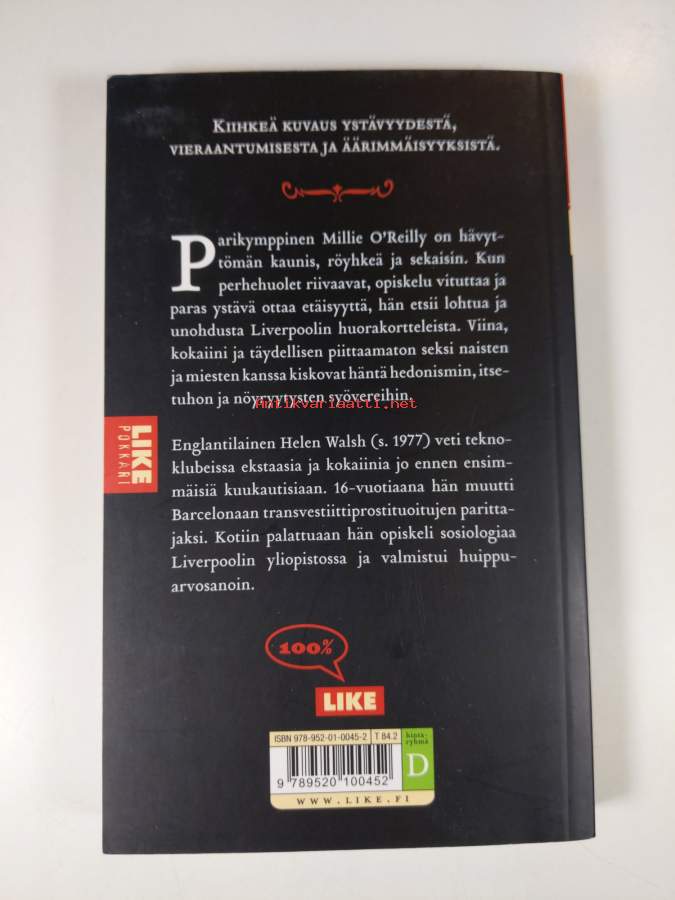 Kiihkeä kuvaus ystävyydestä,
vieraantumisesta ja äärimmäisyyksistä.
Parikymppinen Millie O'Reilly on hävyt-
tömän kaunis, röyhkeä ja sekaisin. Kun
perhehuolet riivaavat, opiskelu vituttaa ja
paras ystävä ottaa etäisyyttä, hän etsii lohtua ja
unohdusta Liverpoolin huorakortteleista. Viina,
kokaiini ja täydellisen piittaamaton seksi naisten
ja miesten kanssa kiskovat häntä hedonismin, itse-
tuhon ja nöyryytysten syövereihin.
Antikvariaatti.net
LIKE
POKKARI
Englantilainen Helen Walsh (s. 1977) veti tekno-
klubeissa ekstaasia ja kokaiinia jo ennen ensim-
mäisiä kuukautisiaan. 16-vuotiaana hän muutti
Barcelonaan transvestiittiprostituoitujen paritta-
jaksi. Kotiin palattuaan hän opiskeli sosiologiaa
Liverpoolin yliopistossa ja valmistui huippu-
arvosanoin.
100%
LIKE
ISBN 978-952-01-0045-2 T 84.2
hinta-
ryhmä
D
9 789520 100452
WWW.LIKE.FI